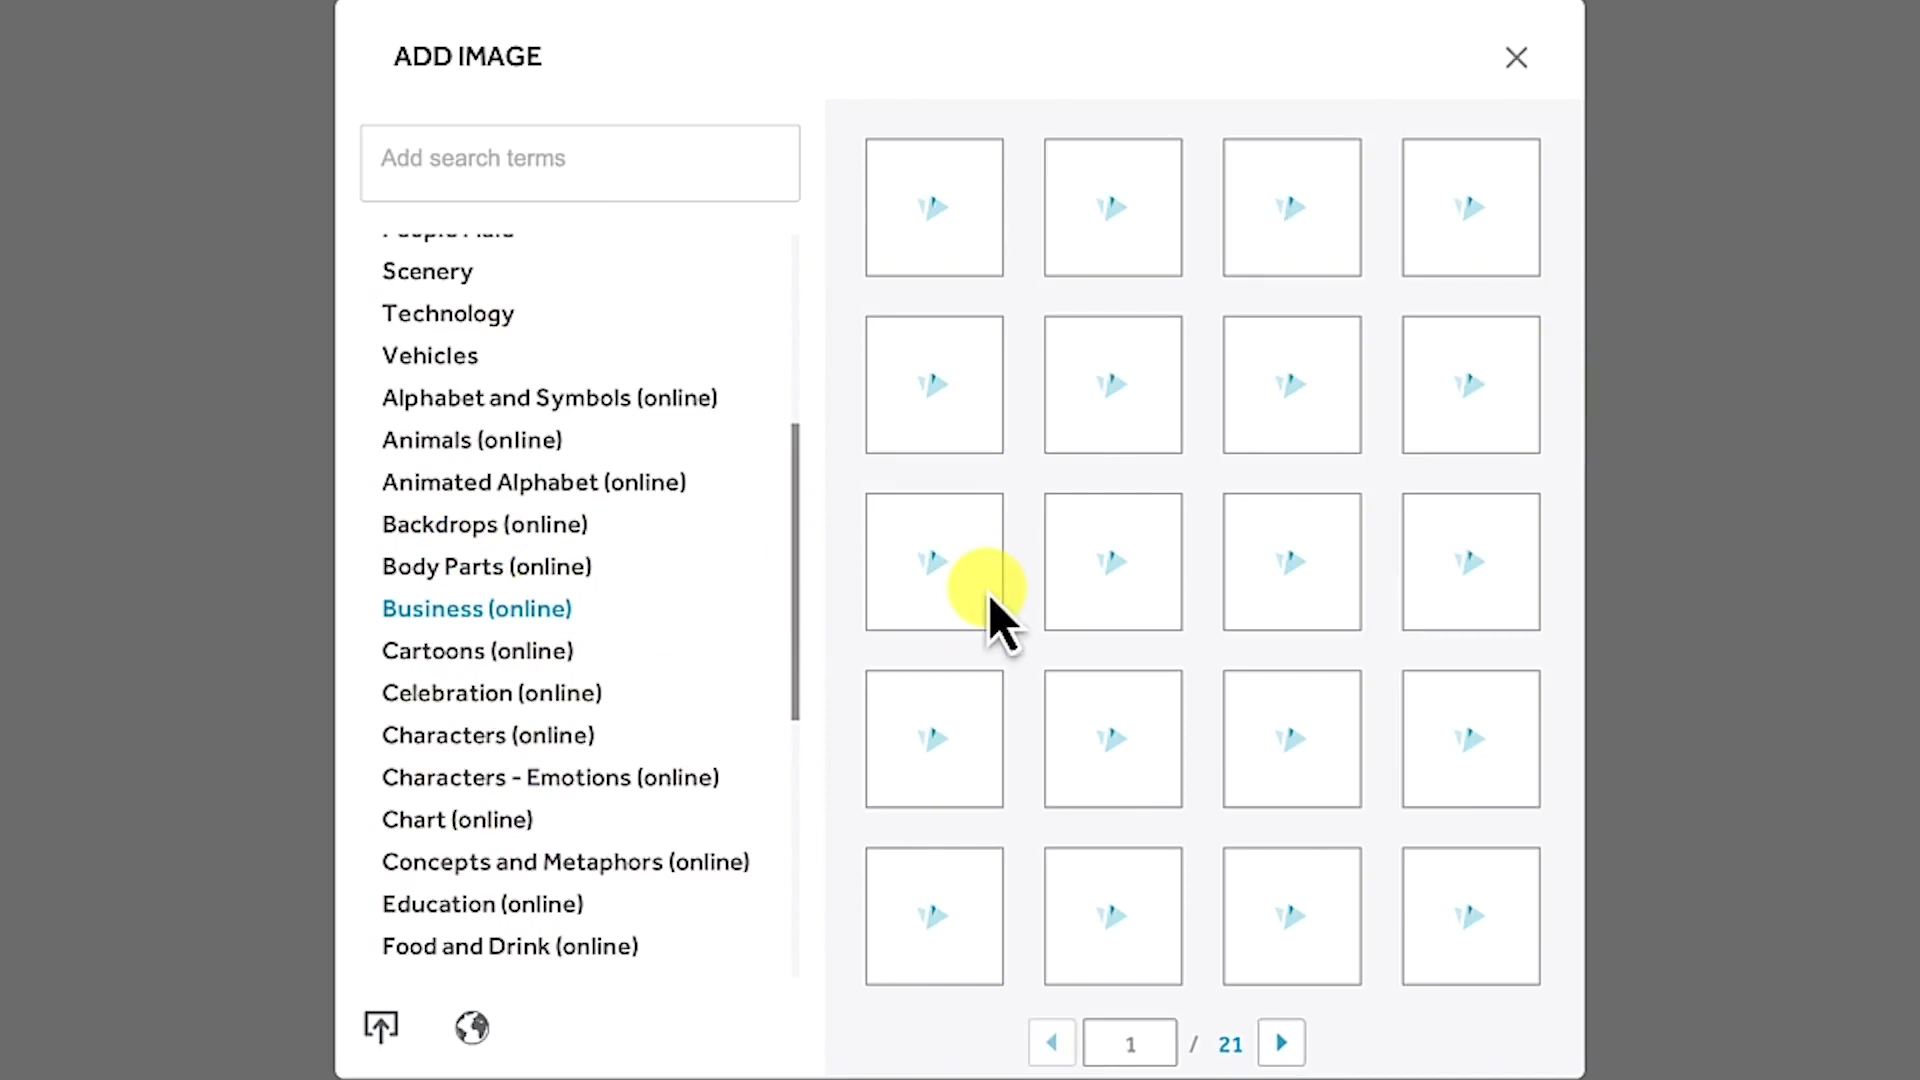 ADD IMAGE
Add search terms
Scenery
Technology
Vehicles
Alphabet and Symbols (online)
Animals (online)
Animated Alphabet (online)
Backdrops (online)
Body Parts (online)
Business (online)
Cartoons (online)
Celebration (online)
Characters (online)
Characters - Emotions (online)
Chart (online)
Concepts and Metaphors (online)
Education (online)
Food and Drink (online)
1 / 21